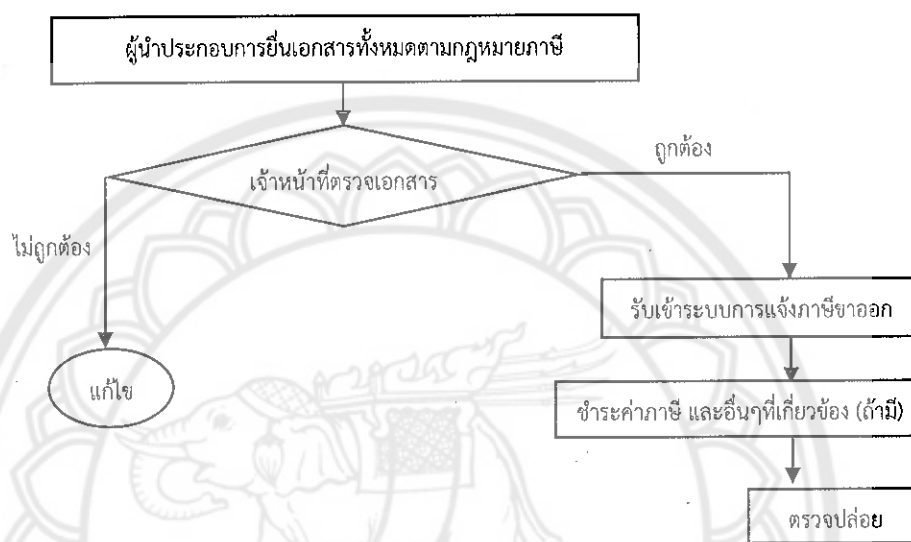 ผู้นำประกอบการยื่นเอกสารทั้งหมดตามกฎหมายภาษี
เจ้าหน้าที่ตรวจเอกสาร
ถูกต้อง
ไม่ถูกต้อง
รับเข้าระบบการแจ้งภาษีขาออก
แก้ไข
ชำระค่าภาษี และอื่นๆที่เกี่ยวข้อง (ถ้ามี)
ตรวจปล่อย